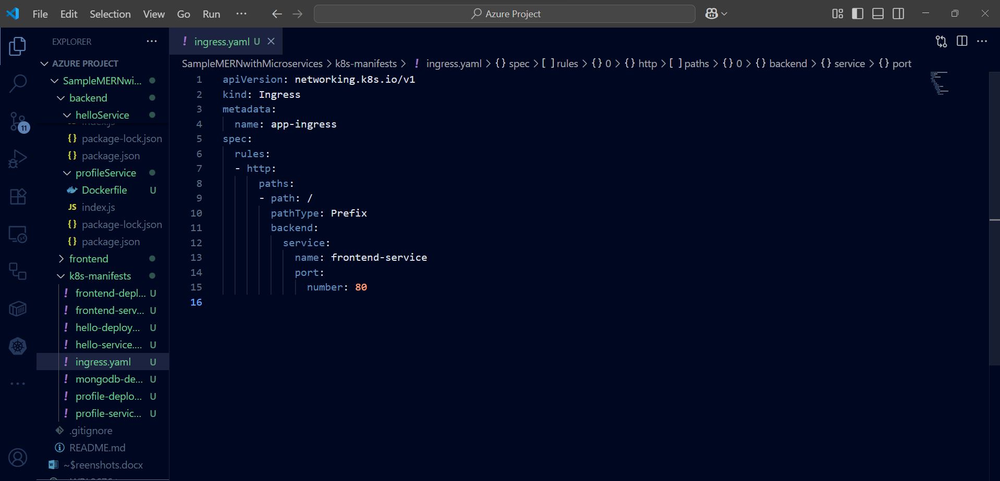 File Edit Selection View Go Run ··· Azure Project
EXPLORER ···
AZURE PROJECT
SampleMERNwi...
backend
helloService
index.js
{} package-lock.json
{} package.json
profileService
Dockerfile U
JS index.js
{} package-lock.json
{} package.json
frontend
k8s-manifests
! frontend-depl... U
! frontend-serv... U
! hello-deploy... U
! hello-service.... U
! ingress.yaml U
! mongodb-de... U
! profile-deplo... U
! profile-servic... U
.gitignore
README.md
~$reenshots.docx
11
! ingress.yaml U
SampleMERNwithMicroservices > k8s-manifests > ! ingress.yaml > {} spec > [ ] rules > {} 0 > {} http > [ ] paths > {} 0 > {} backend > {} service > {} port
1 apiVersion: networking.k8s.io/v1
2 kind: Ingress
3 metadata:
4 name: app-ingress
5 spec:
6 rules:
7 - http:
8 paths:
9 - path: /
10 pathType: Prefix
11 backend:
12 service:
13 name: frontend-service
14 port:
15 number: 80
16